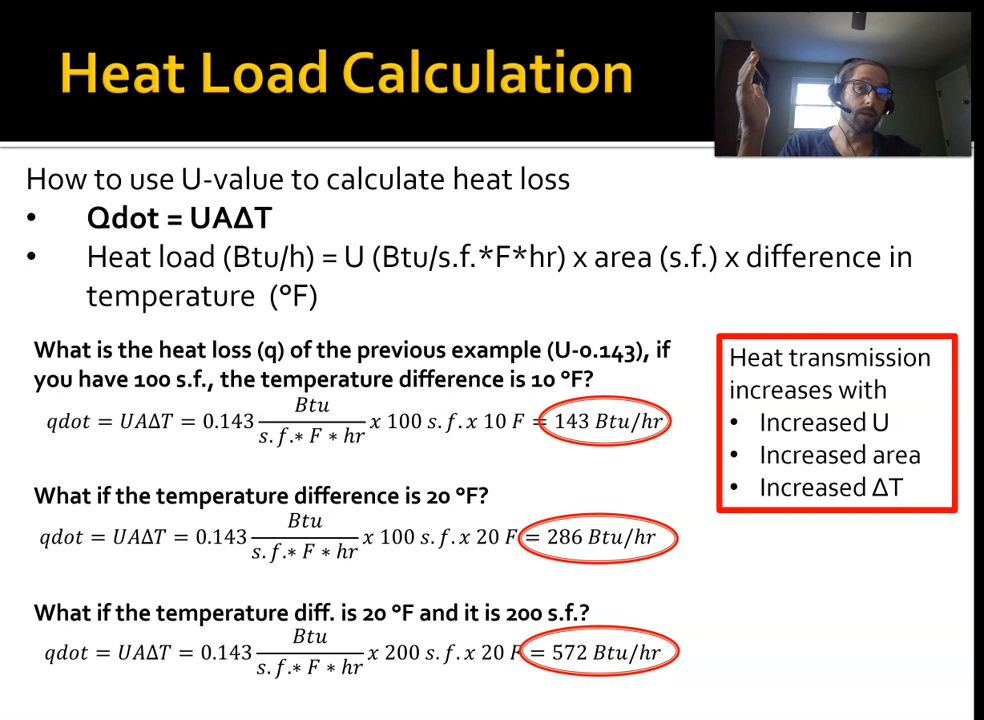 Heat Load Calculation
How to use U-value to calculate heat loss
• Qdot = UAΔT
• Heat load (Btu/h) = U (Btu/s.f.*F*hr) x area (s.f.) x difference in
temperature (°F)
What is the heat loss (q) of the previous example (U-0.143), if
you have 100 s.f., the temperature difference is 10 °F?
qdot = UAΔT = 0.143 Btu/s.f.* F * hr x 100 s.f.x 10 F = 143 Btu/hr
What if the temperature difference is 20 °F?
qdot = UAΔT = 0.143 Btu/s.f.* F * hr x 100 s.f.x 20 F = 286 Btu/hr
What if the temperature diff. is 20 °F and it is 200 s.f.?
qdot = UAΔT = 0.143 Btu/s.f.* F * hr x 200 s.f.x 20 F = 572 Btu/hr
Heat transmission
increases with
• Increased U
• Increased area
• Increased ΔT